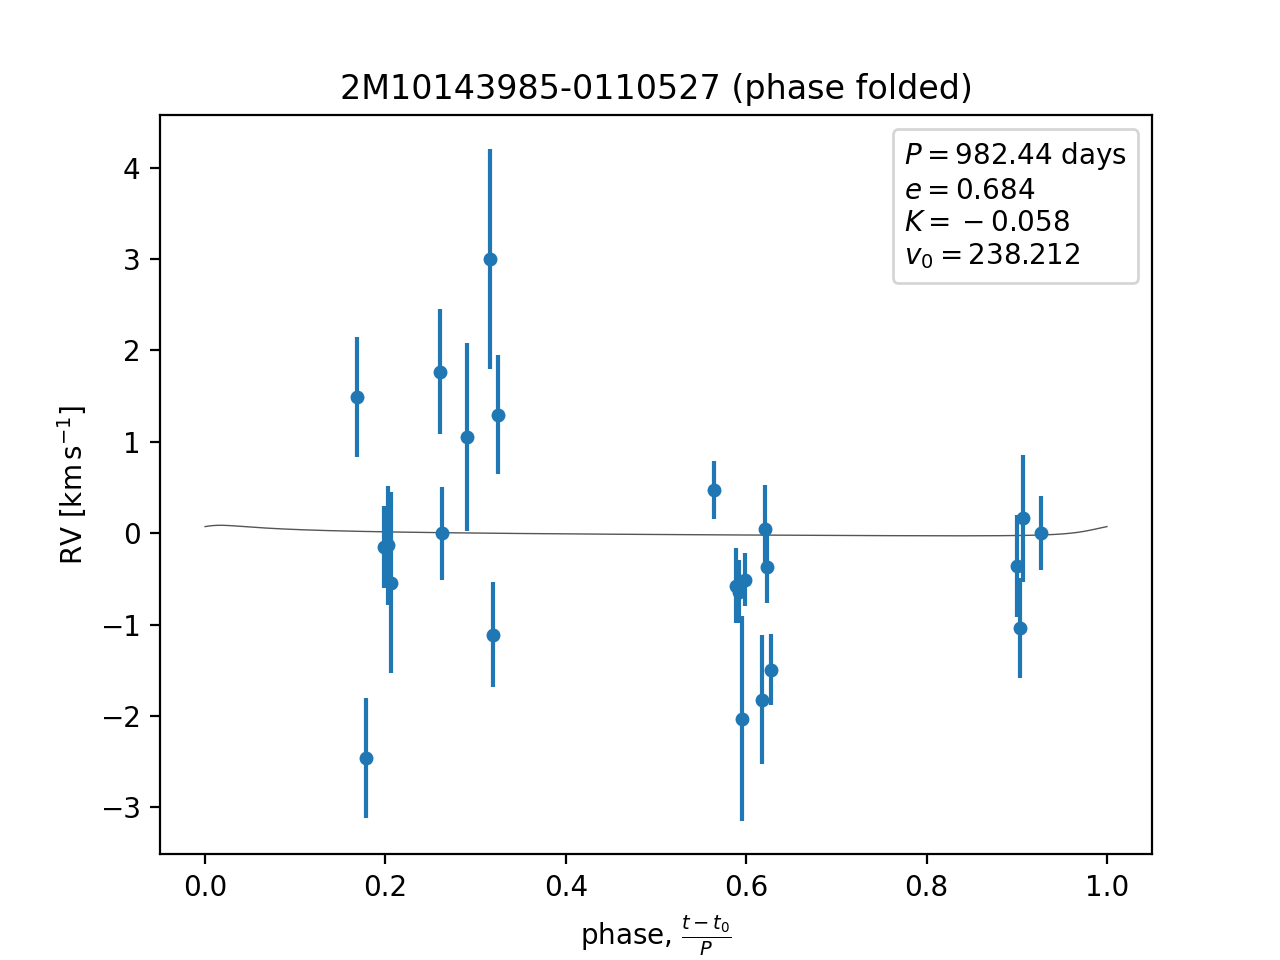 2M10143985-0110527 (phase folded)
P = 982.44 days
e = 0.684
K = −0.058
v₀ = 238.212
4
3
2
1
0
−1
−2
−3
RV [km s⁻¹]
0.0 0.2 0.4 0.6 0.8 1.0
phase, (t − t₀)/P